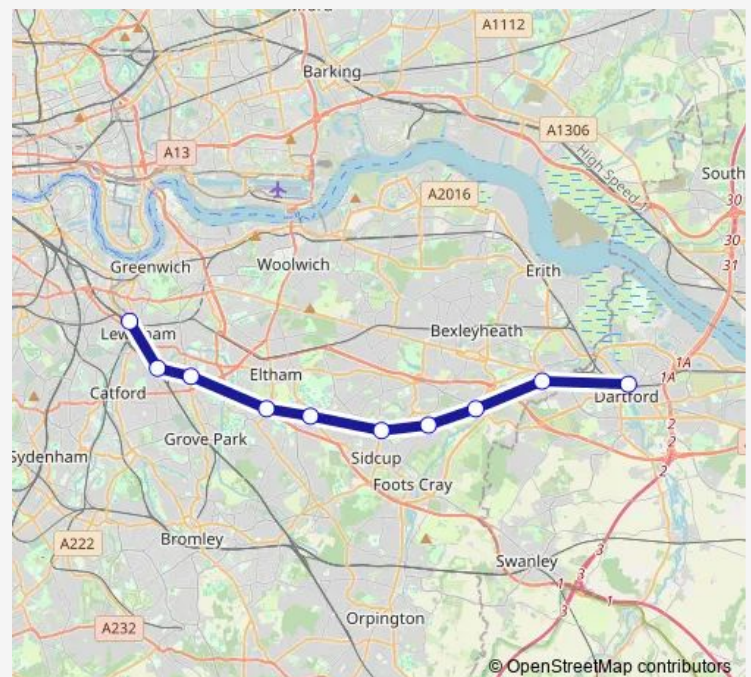 A1112
Barking
A1306
A13
High Speed 1
South
A2016
30
30
31
Greenwich
Woolwich
Erith
Bexleyheath
1A
1A
Catford
Eltham
Dartford
Grove Park
2
2
2
Sydenham
Sidcup
Foots Cray
A222
Bromley
Swanley
3
3
1
1
3
Orpington
A232
© OpenStreetMap contributors